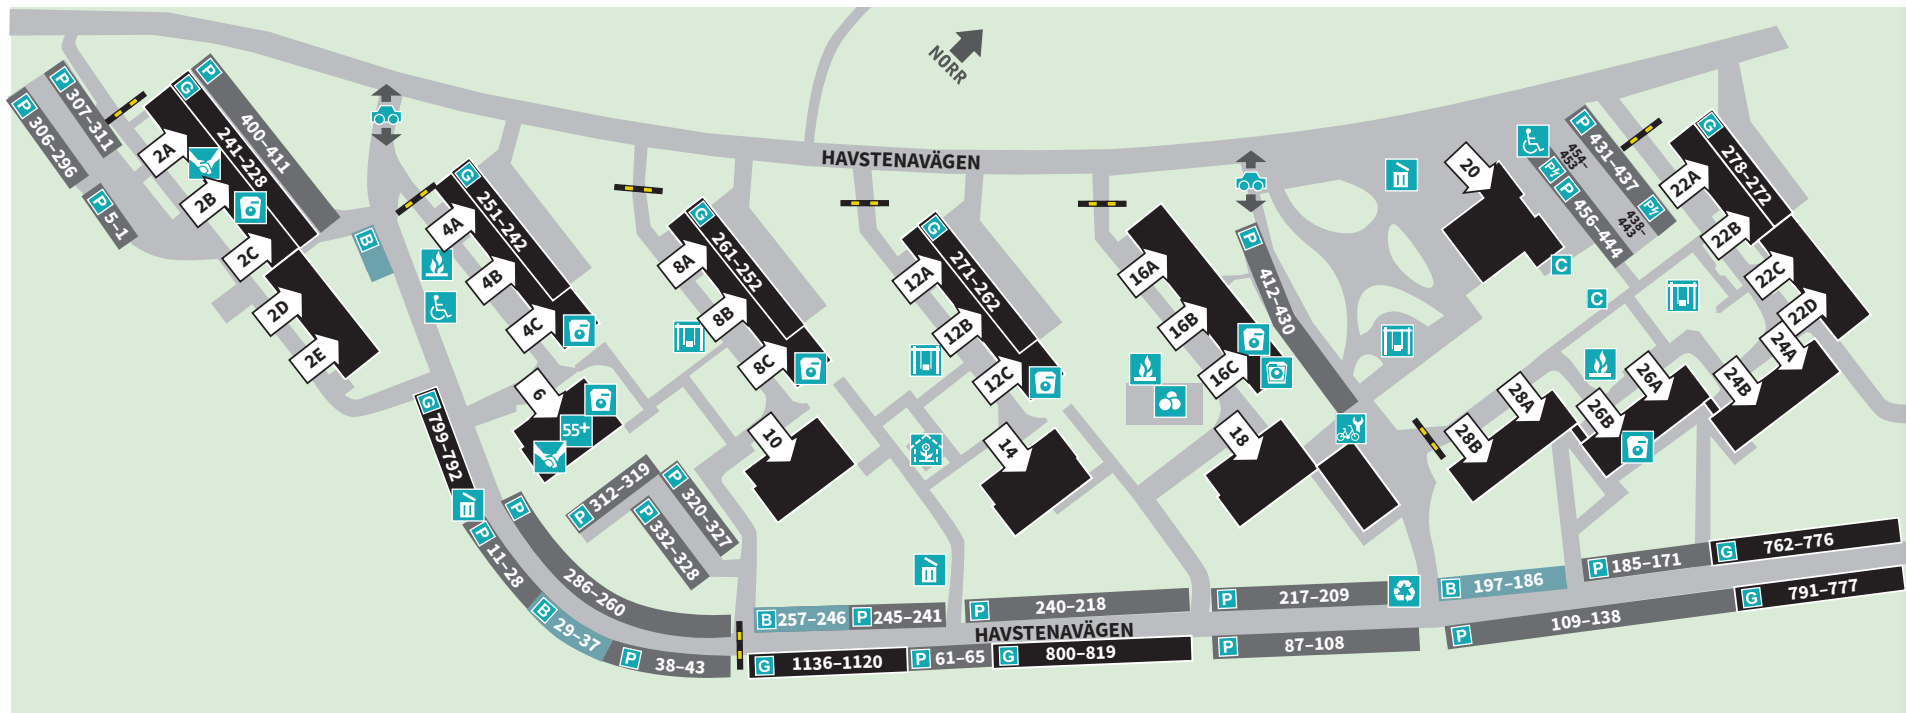 NORR
HAVSTENAVÄGEN
P
307–311
P
306–296
P
5–1
G
241–228
P
400–411
2A
2B
2C
2D
2E
B
G
251–242
4A
4B
4C
6
55+
G
261–252
8A
8B
8C
10
G
271–262
12A
12B
12C
14
16A
16B
16C
18
P
412–430
20
P
431–437
454–
453
P
P
456–444
438–
443
P
C
C
G
278–272
22A
22B
22C
22D
24A
24B
26A
26B
28A
28B
G
799–792
P
11–28
B
29–37
P
38–43
P
286–260
P
312–319
P
320–327
P
332–328
B
257–246
P
245–241
P
240–218
P
217–209
B
197–186
P
185–171
G
762–776
HAVSTENAVÄGEN
G
1136–1120
P
61–65
G
800–819
P
87–108
P
109–138
G
791–777